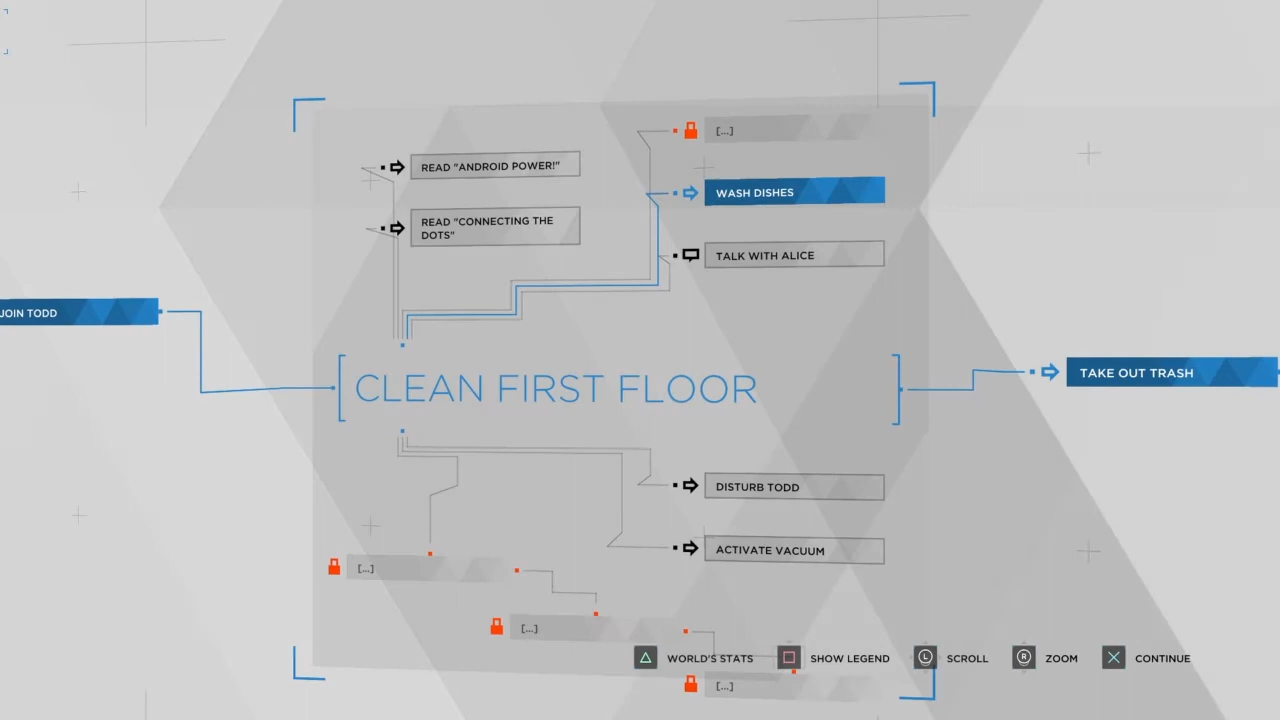 [...]
READ "ANDROID POWER!"
WASH DISHES
READ "CONNECTING THE
DOTS"
TALK WITH ALICE
JOIN TODD
TAKE OUT TRASH
CLEAN FIRST FLOOR
DISTURB TODD
ACTIVATE VACUUM
[...]
[...]
WORLD'S STATS
SHOW LEGEND
L
SCROLL
R
ZOOM
CONTINUE
[...]